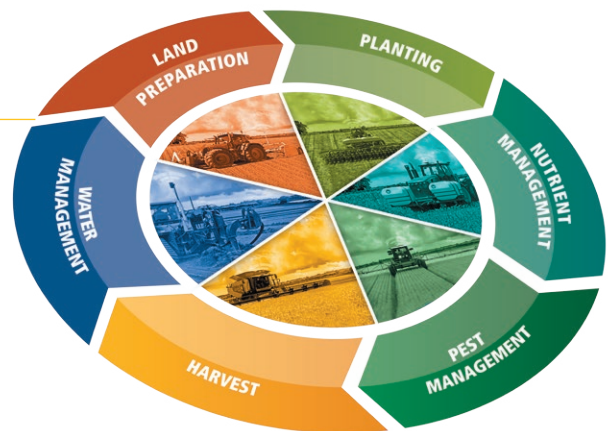 LAND
PREPARATION
PLANTING
NUTRIENT
MANAGEMENT
PEST
MANAGEMENT
HARVEST
WATER
MANAGEMENT